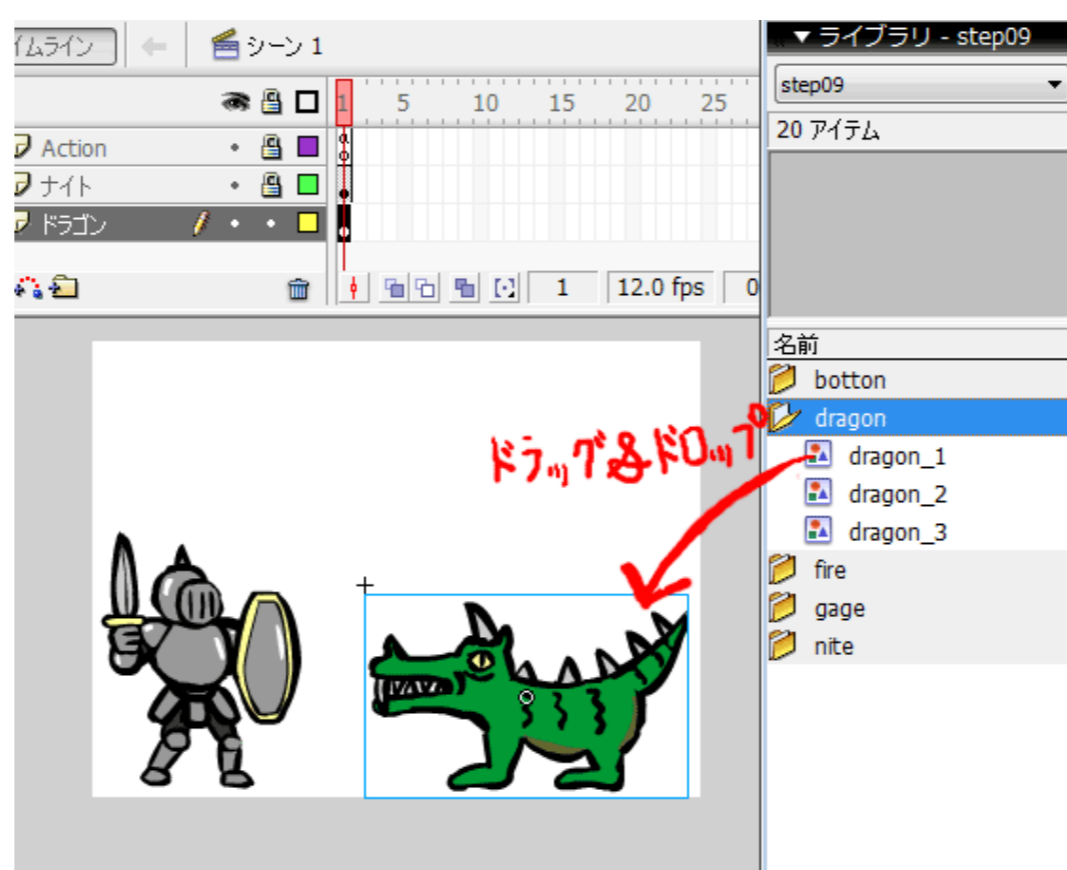 イムライン
シーン 1
1 5 10 15 20 25
Action
ナイト
ドラゴン
1 12.0 fps 0
ライブラリ - step09
step09
20 アイテム
名前
botton
dragon
dragon_1
dragon_2
dragon_3
fire
gage
nite
ドラッグ&ドロップ